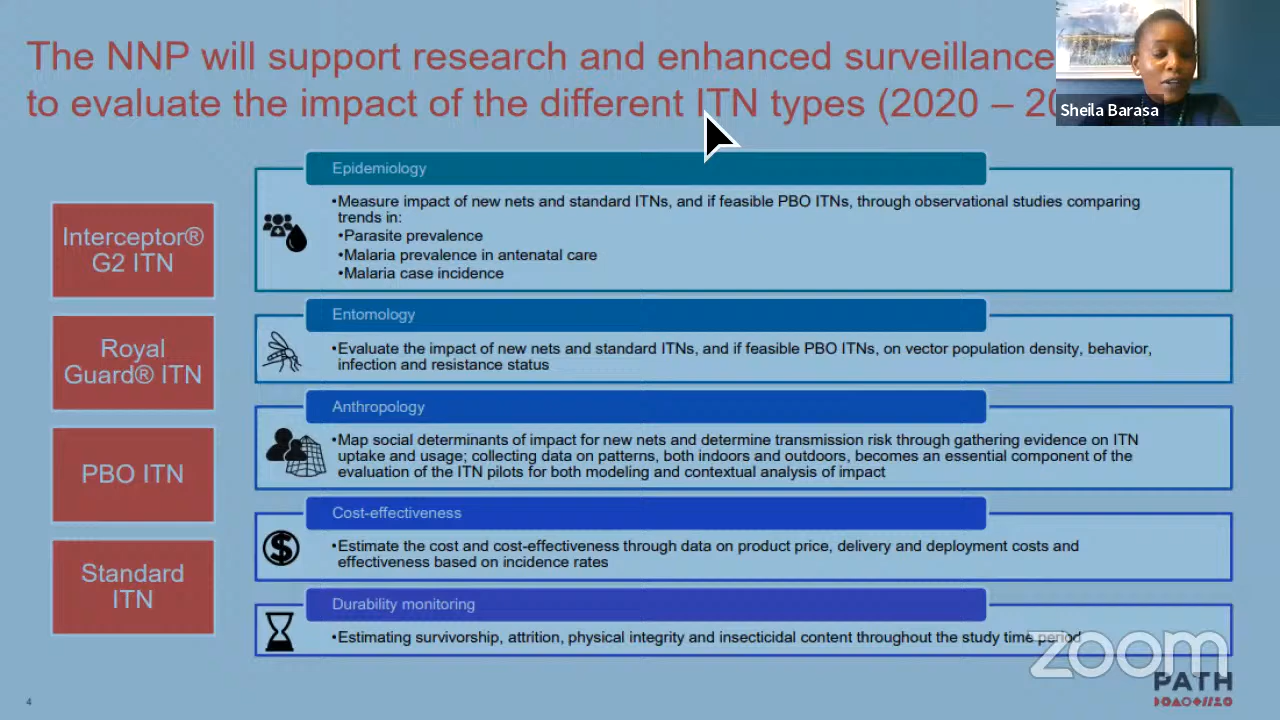 The NNP will support research and enhanced surveillance
to evaluate the impact of the different ITN types (2020 – 20
Sheila Barasa
Interceptor®
G2 ITN
Royal
Guard® ITN
PBO ITN
Standard
ITN
Epidemiology
•Measure impact of new nets and standard ITNs, and if feasible PBO ITNs, through observational studies comparing
trends in:
•Parasite prevalence
•Malaria prevalence in antenatal care
•Malaria case incidence
Entomology
•Evaluate the impact of new nets and standard ITNs, and if feasible PBO ITNs, on vector population density, behavior,
infection and resistance status
Anthropology
•Map social determinants of impact for new nets and determine transmission risk through gathering evidence on ITN
uptake and usage; collecting data on patterns, both indoors and outdoors, becomes an essential component of the
evaluation of the ITN pilots for both modeling and contextual analysis of impact
Cost-effectiveness
•Estimate the cost and cost-effectiveness through data on product price, delivery and deployment costs and
effectiveness based on incidence rates
Durability monitoring
•Estimating survivorship, attrition, physical integrity and insecticidal content throughout the study time period
zoom
PATH
4